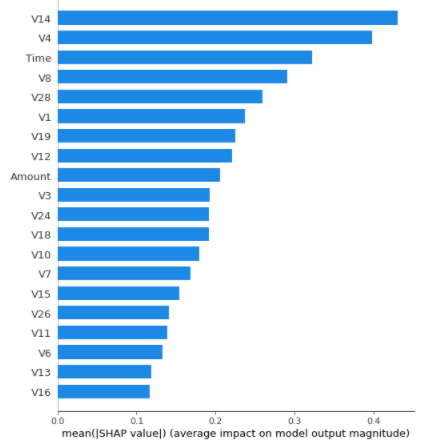 V14
V4
Time
V8
V28
V1
V19
V12
Amount
V3
V24
V18
V10
V7
V15
V26
V11
V6
V13
V16
0.0 0.1 0.2 0.3 0.4
mean(|SHAP value|) (average impact on model output magnitude)